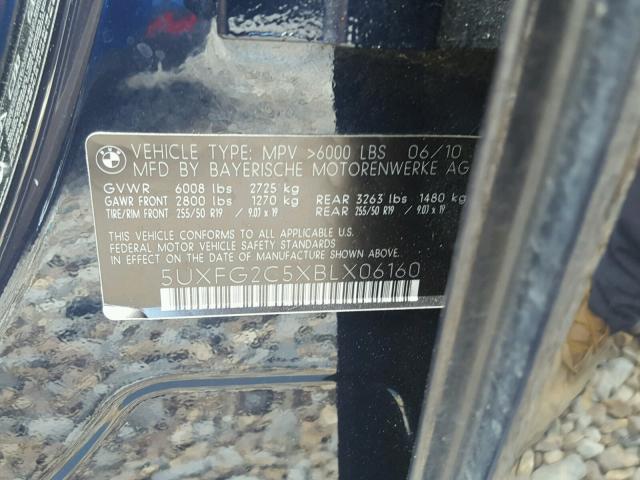 VEHICLE TYPE: MPV >6000 LBS 06/10
MFD BY BAYERISCHE MOTORENWERKE AG
GVWR 6008 lbs 2725 kg
GAWR FRONT 2800 lbs 1270 kg REAR 3263 lbs 1480 kg
TIRE/RIM FRONT 255/50 R19 / 9.0J x 19 REAR 255/50 R19 / 9.0J x 19
THIS VEHICLE CONFORMS TO ALL APPLICABLE U.S.
FEDERAL MOTOR VEHICLE SAFETY STANDARDS
IN EFFECT ON THE DATE OF MANUFACTURE SHOWN ABOVE.
5UXFG2C5XBLX06160